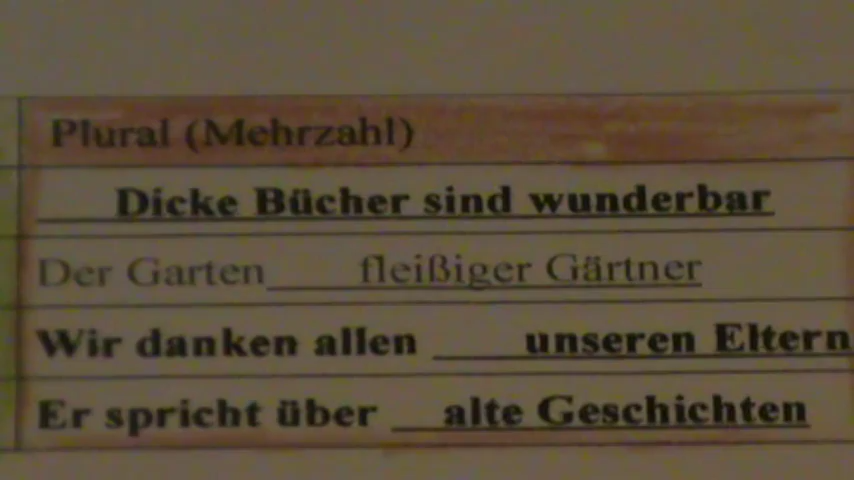 Plural (Mehrzahl)
Dicke Bücher sind wunderbar
Der Garten fleißiger Gärtner
Wir danken allen unseren Eltern
Er spricht über alte Geschichten